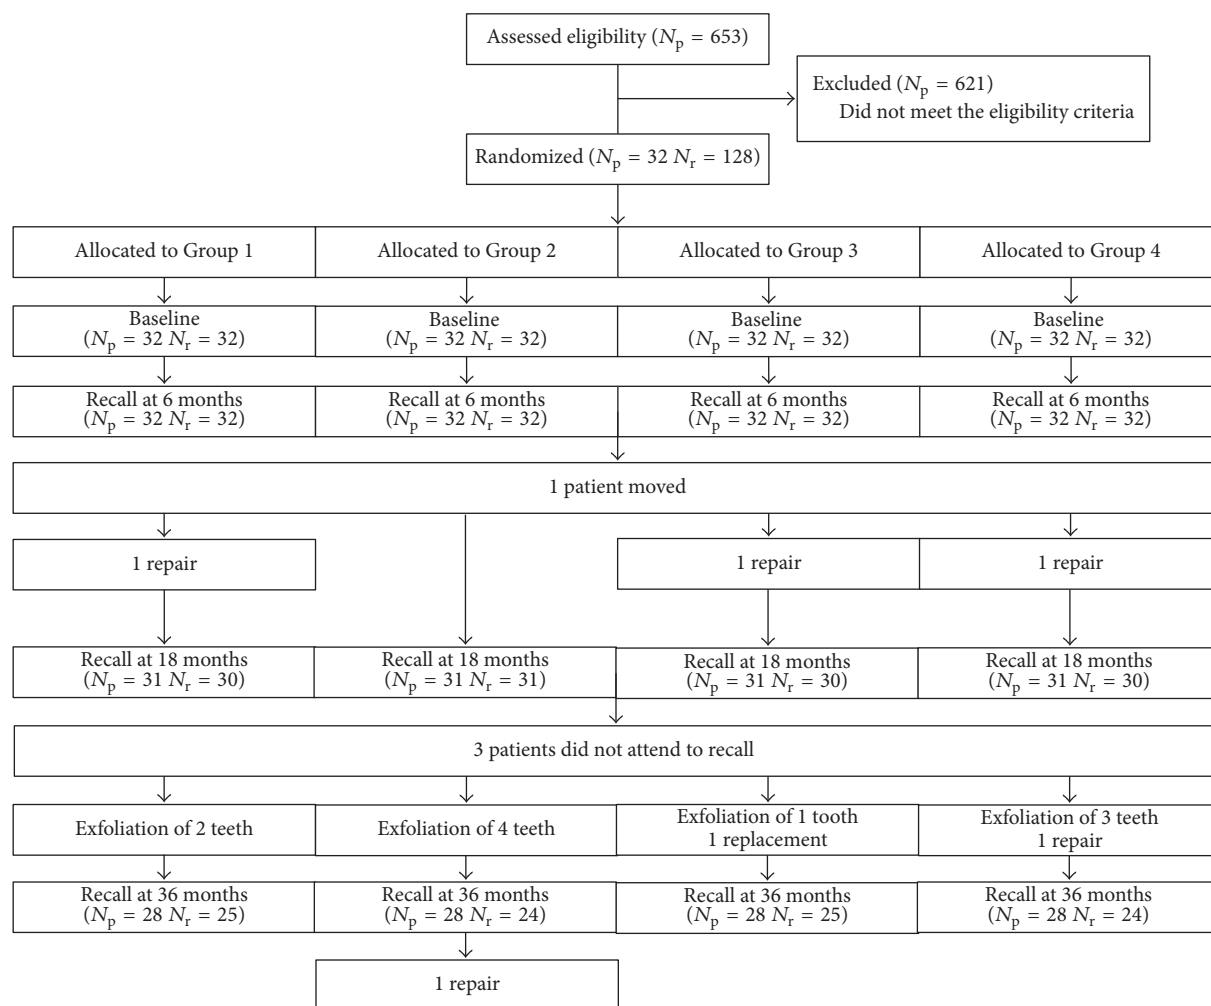 Assessed eligibility (Np = 653)
Excluded (Np = 621)
Did not meet the eligibility criteria
Randomized (Np = 32 Nr = 128)
Allocated to Group 1
Allocated to Group 2
Allocated to Group 3
Allocated to Group 4
Baseline
(Np = 32 Nr = 32)
Baseline
(Np = 32 Nr = 32)
Baseline
(Np = 32 Nr = 32)
Baseline
(Np = 32 Nr = 32)
Recall at 6 months
(Np = 32 Nr = 32)
Recall at 6 months
(Np = 32 Nr = 32)
Recall at 6 months
(Np = 32 Nr = 32)
Recall at 6 months
(Np = 32 Nr = 32)
1 patient moved
1 repair
1 repair
1 repair
Recall at 18 months
(Np = 31 Nr = 30)
Recall at 18 months
(Np = 31 Nr = 31)
Recall at 18 months
(Np = 31 Nr = 30)
Recall at 18 months
(Np = 31 Nr = 30)
3 patients did not attend to recall
Exfoliation of 2 teeth
Exfoliation of 4 teeth
Exfoliation of 1 tooth
1 replacement
Exfoliation of 3 teeth
1 repair
Recall at 36 months
(Np = 28 Nr = 25)
Recall at 36 months
(Np = 28 Nr = 24)
Recall at 36 months
(Np = 28 Nr = 25)
Recall at 36 months
(Np = 28 Nr = 24)
1 repair